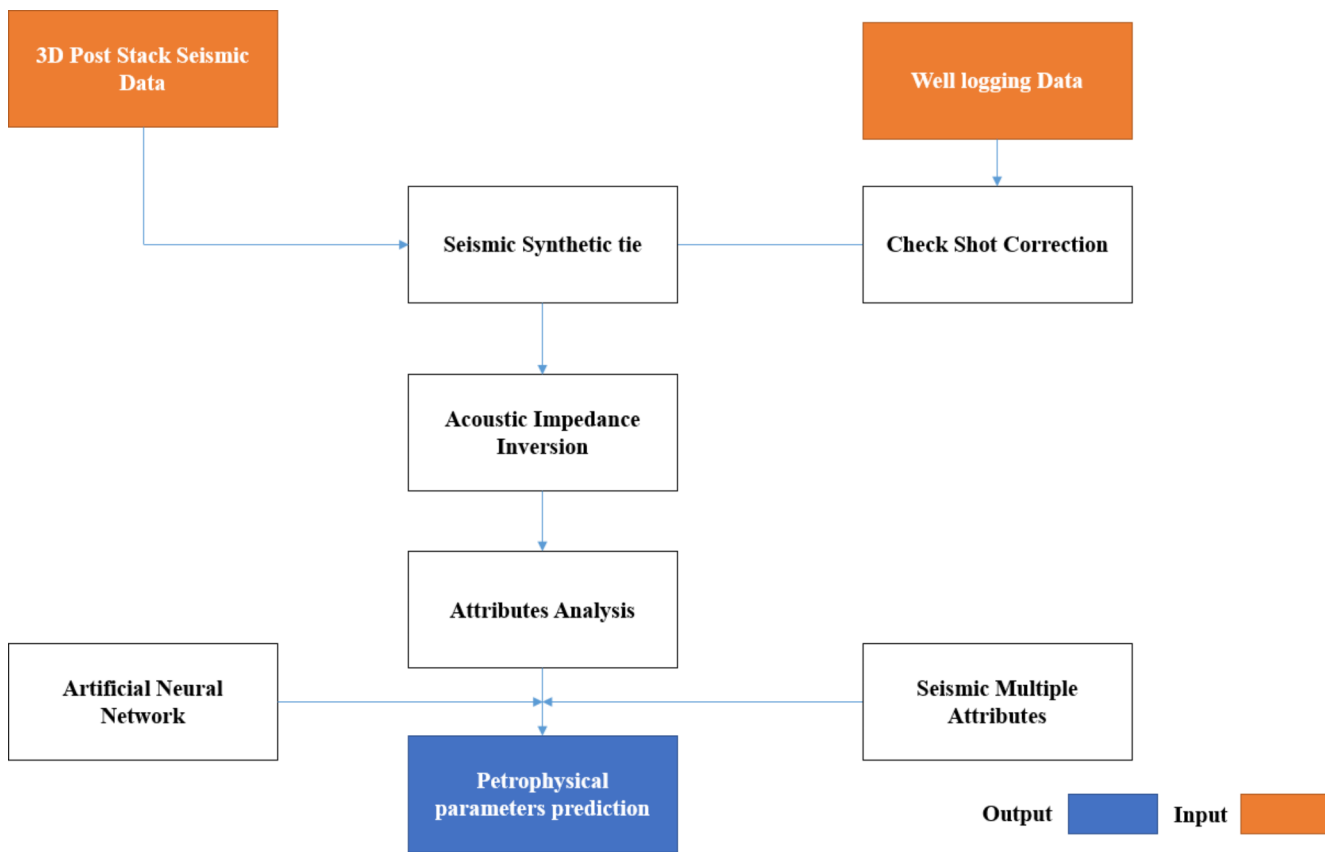 3D Post Stack Seismic
Data
Well logging Data
Seismic Synthetic tie
Check Shot Correction
Acoustic Impedance
Inversion
Attributes Analysis
Artificial Neural
Network
Seismic Multiple
Attributes
Petrophysical
parameters prediction
Output
Input